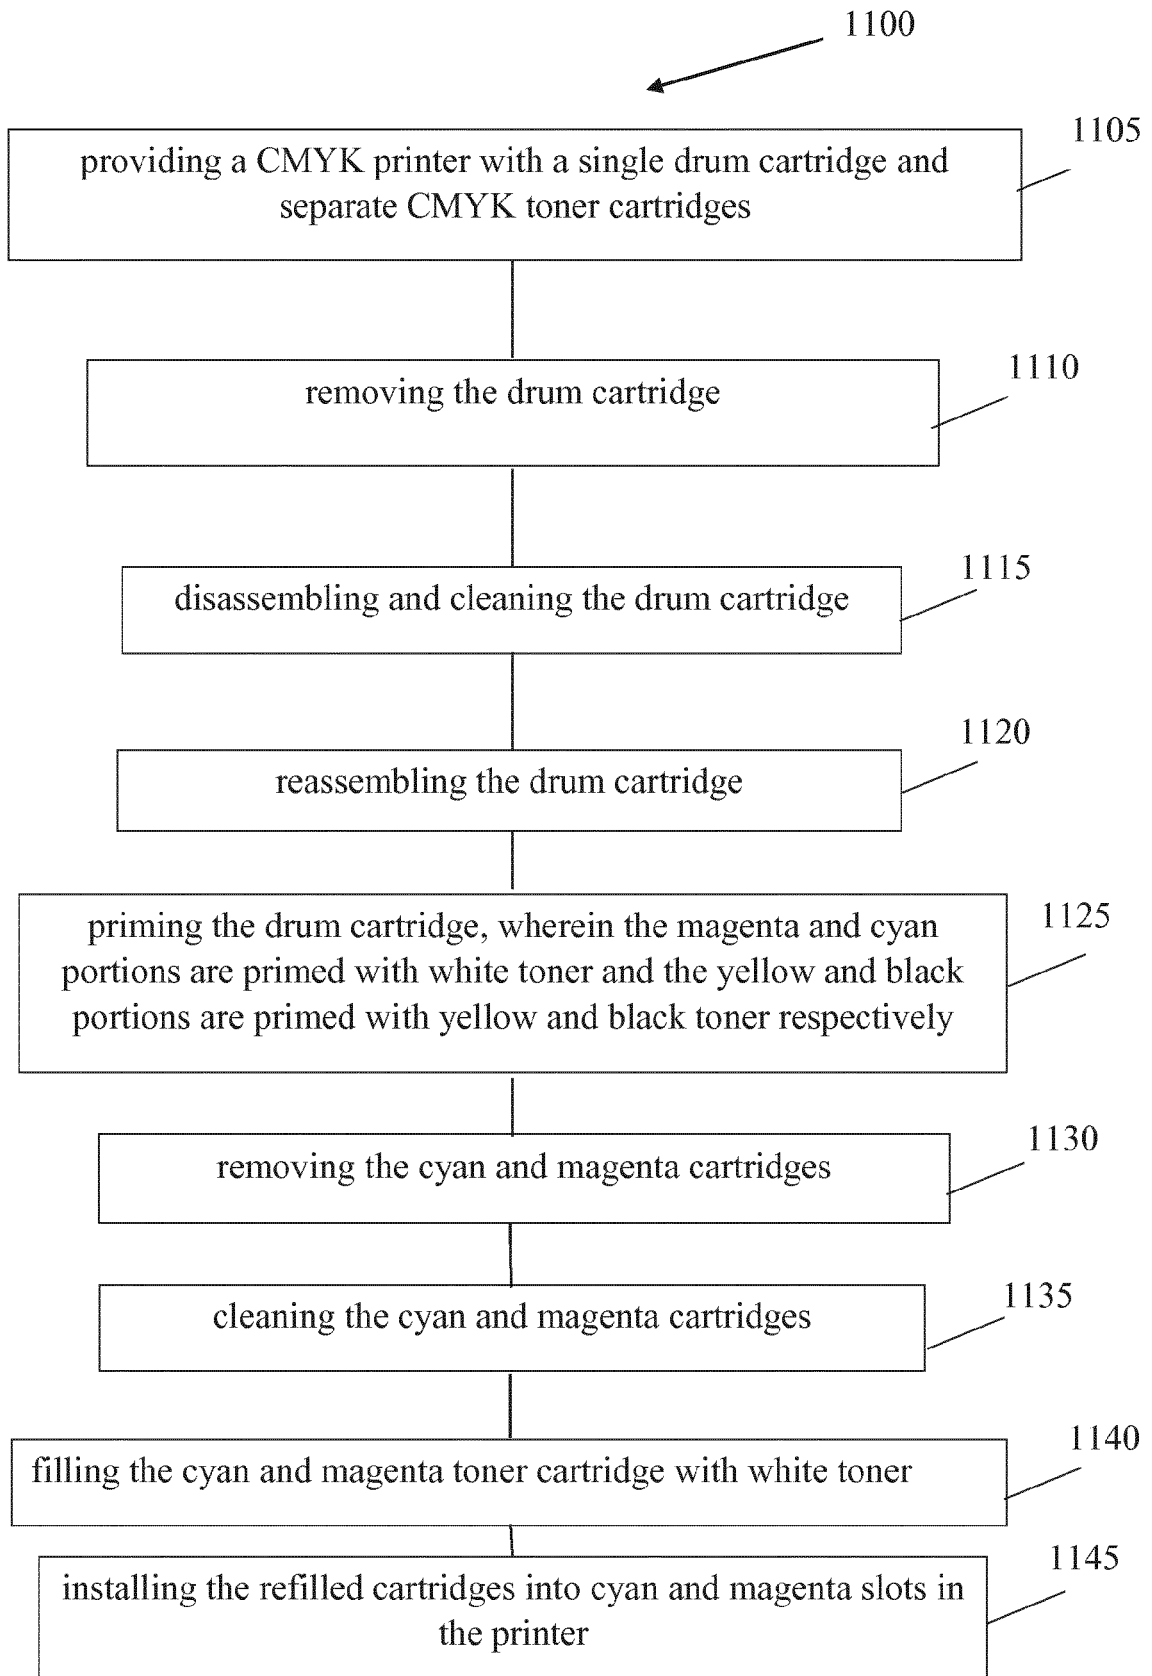 1100
1105
providing a CMYK printer with a single drum cartridge and
separate CMYK toner cartridges
1110
removing the drum cartridge
1115
disassembling and cleaning the drum cartridge
1120
reassembling the drum cartridge
1125
priming the drum cartridge, wherein the magenta and cyan
portions are primed with white toner and the yellow and black
portions are primed with yellow and black toner respectively
1130
removing the cyan and magenta cartridges
1135
cleaning the cyan and magenta cartridges
1140
filling the cyan and magenta toner cartridge with white toner
1145
installing the refilled cartridges into cyan and magenta slots in
the printer